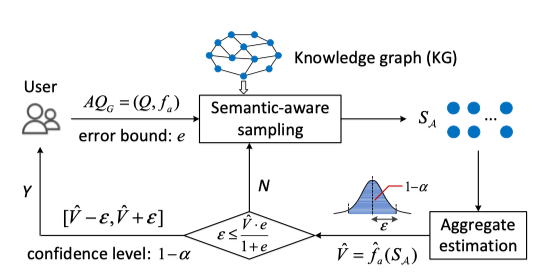 Knowledge graph (KG)
User
AQ_G = (Q, f_a)
error bound: e
Semantic-aware
sampling
S_𝒜
...
Y
N
1−α
ε
[V̂ − ε, V̂ + ε]
confidence level: 1−α
ε ≤ V̂·e / 1+e
V̂ = f̂_a(S_𝒜)
Aggregate
estimation